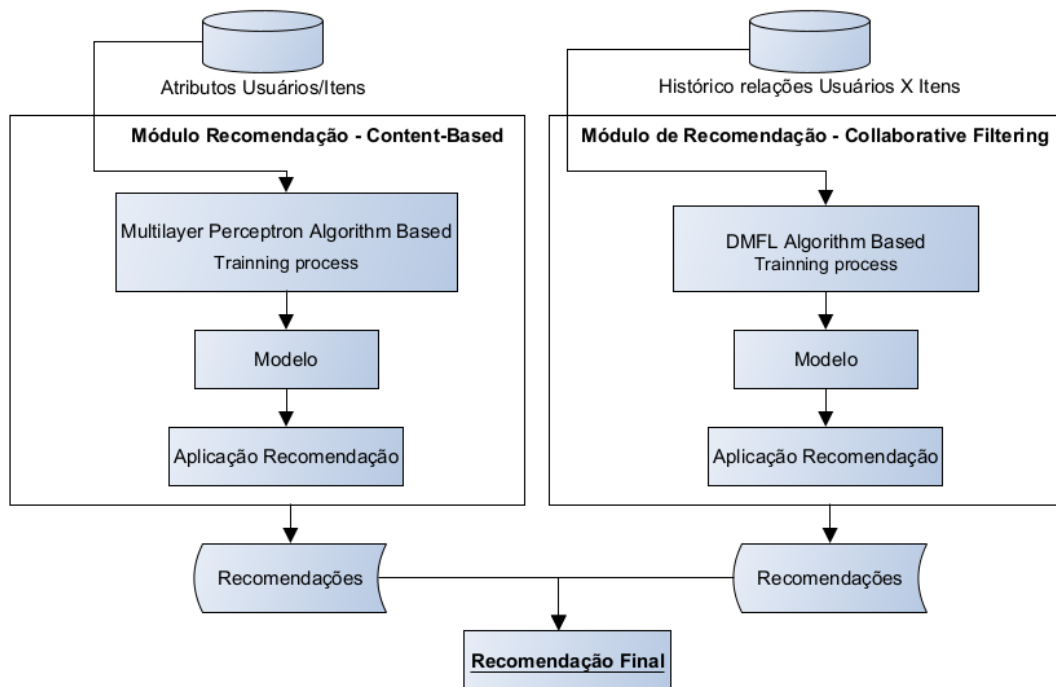 Atributos Usuários/Itens
Histórico relações Usuários X Itens
Módulo Recomendação - Content-Based
Multilayer Perceptron Algorithm Based
Trainning process
Modelo
Aplicação Recomendação
Recomendações
Módulo de Recomendação - Collaborative Filtering
DMFL Algorithm Based
Trainning process
Modelo
Aplicação Recomendação
Recomendações
Recomendação Final